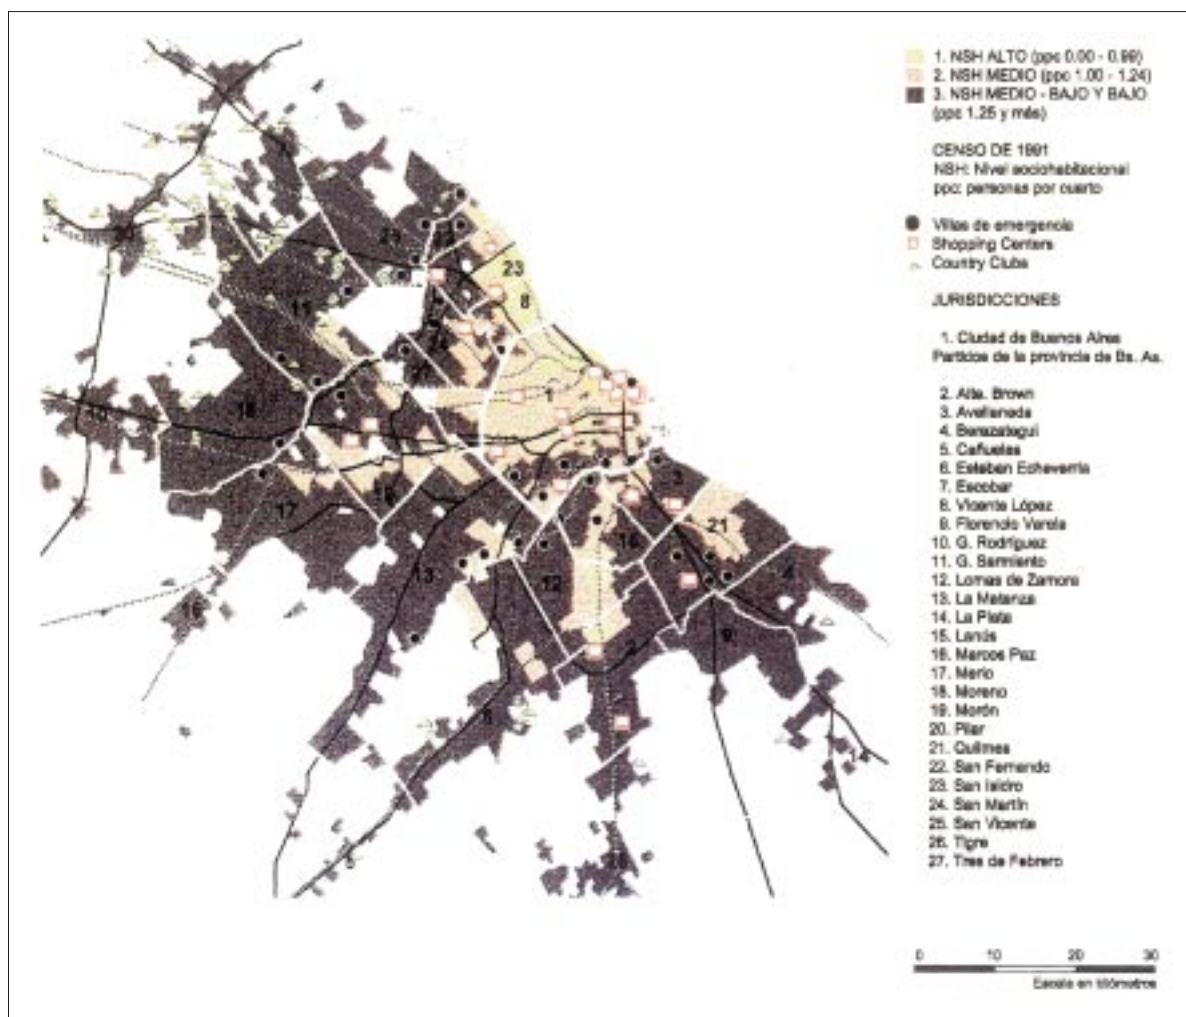 1. NSH ALTO (ppc 0.00 - 0.99)
2. NSH MEDIO (ppc 1.00 - 1.24)
3. NSH MEDIO - BAJO Y BAJO
(ppc 1.25 y más)
CENSO DE 1991
NSH: Nivel sociohabitacional
ppc: personas por cuarto
Villas de emergencia
Shopping Centers
Country Clubs
JURISDICCIONES
1. Ciudad de Buenos Aires
Partidos de la provincia de Bs. As.
2. Alte. Brown
3. Avellaneda
4. Berazategui
5. Cañuelas
6. Esteban Echeverría
7. Escobar
8. Vicente López
9. Florencio Varela
10. G. Rodríguez
11. G. Sarmiento
12. Lomas de Zamora
13. La Matanza
14. La Plata
15. Lanús
16. Marcos Paz
17. Merlo
18. Moreno
19. Morón
20. Pilar
21. Quilmes
22. San Fernando
23. San Isidro
24. San Martín
25. San Vicente
26. Tigre
27. Tres de Febrero
0 10 20 30
Escala en kilómetros
23
8
11
1
18
17
3
21
13
12
4
9
6
14